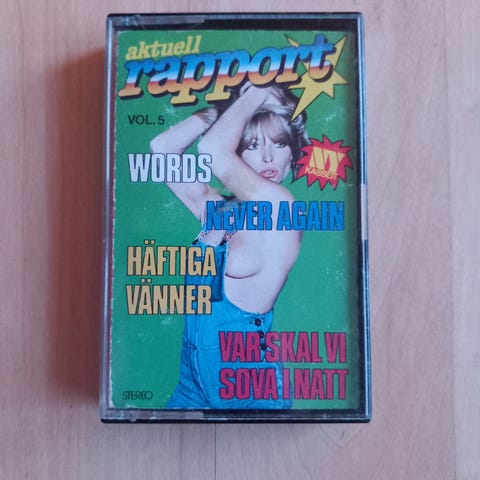 aktuell
rapport
VOL. 5
WORDS
NY
KASSETT
NEVER AGAIN
HÄFTIGA
VÄNNER
VAR SKAL VI
SOVA I NATT
STEREO